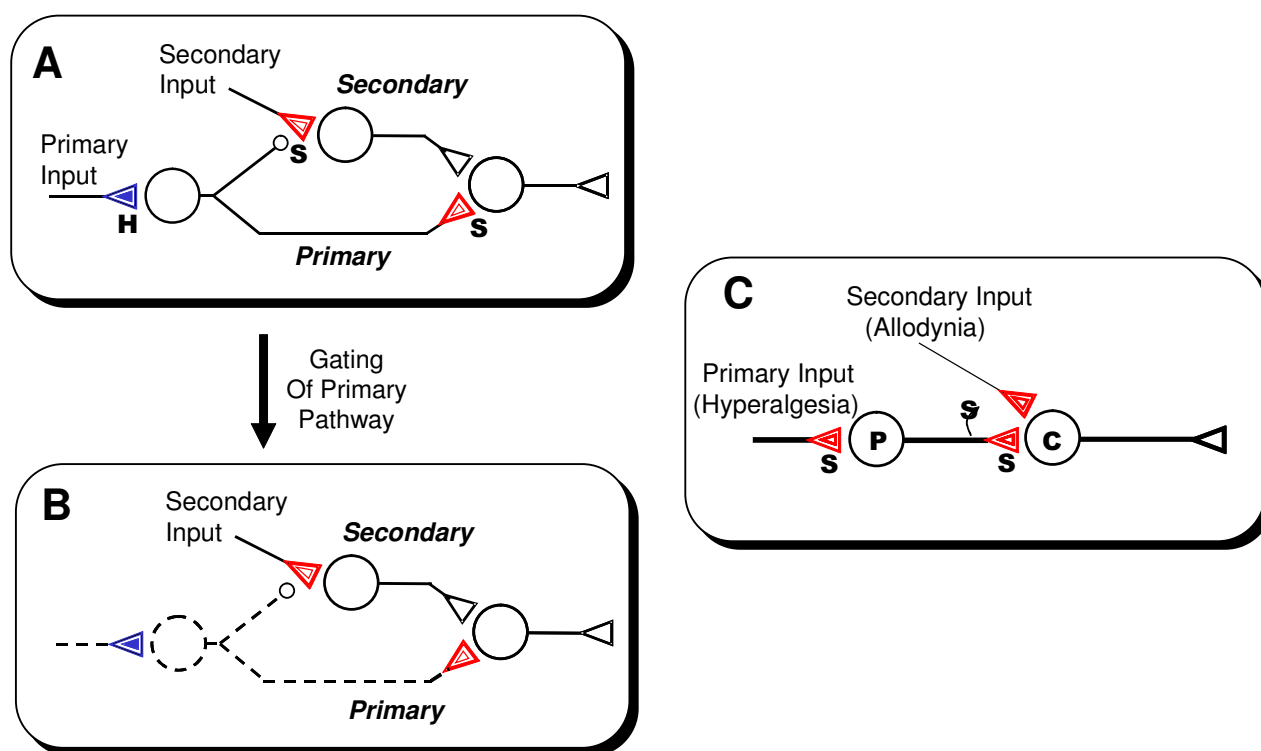 A
Secondary
Input
Secondary
Primary
Input
S
H
S
Primary
Gating
Of Primary
Pathway
B
Secondary
Input
Secondary
Primary
C
Secondary Input
(Allodynia)
Primary Input
(Hyperalgesia)
S
P
C
S
S